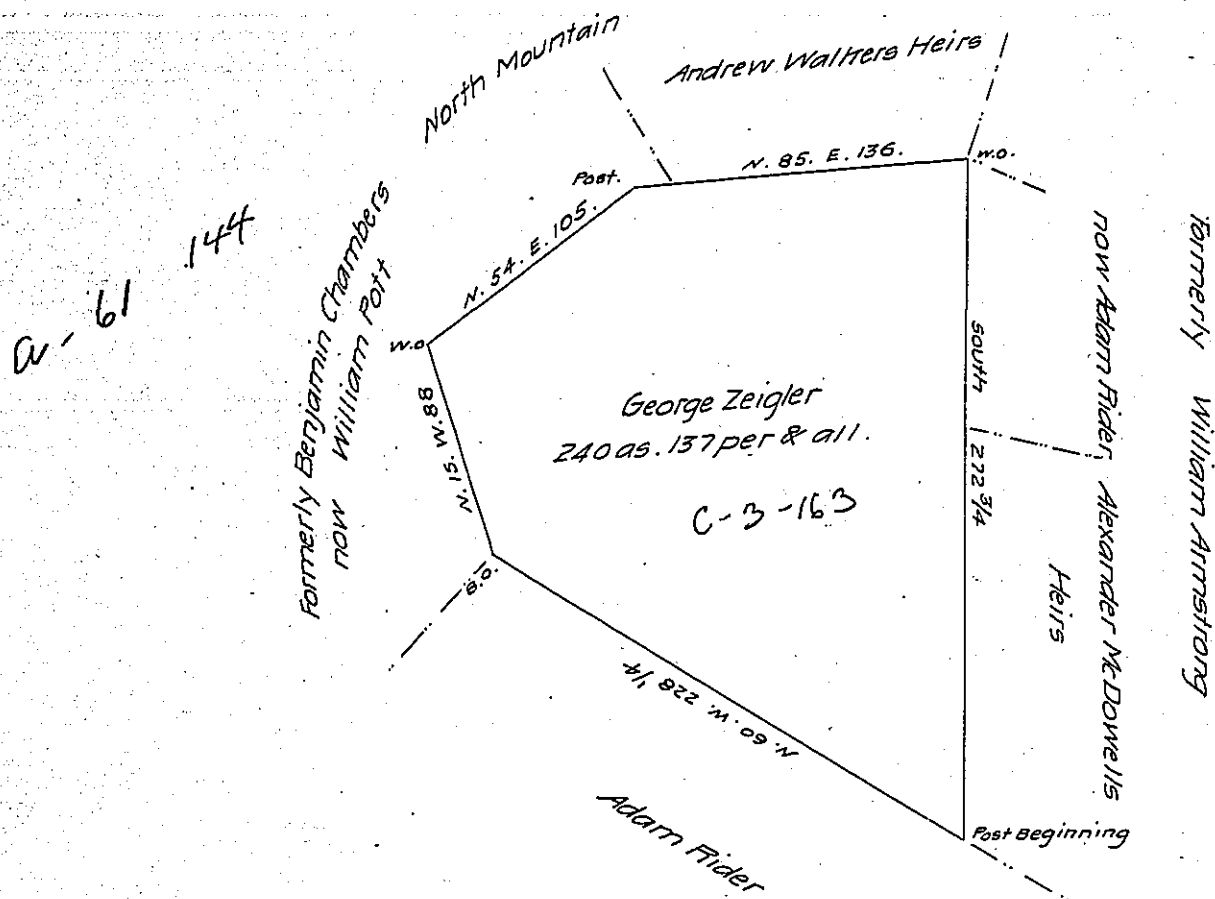 North Mountain
Andrew Walkers Heirs
Post.
N. 85. E. 136.
W.O.
N. 54. E. 105.
a - 61 144
Formerly Benjamin Chambers
now William Pott
W.O
N. 15. W. 88
George Zeigler
240 as. 137 per & all.
C-3-163
South 272 3/4
now Adam Rider, Alexander McDowells
Heirs
formerly William Armstrong
B.O.
N. 60. W. 228 1/4
Adam Rider
Post Beginning